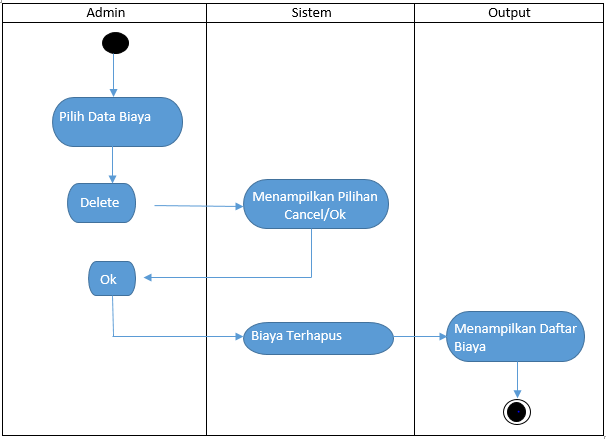 Admin
Sistem
Output
Pilih Data Biaya
Delete
Menampilkan Pilihan
Cancel/Ok
Ok
Biaya Terhapus
Menampilkan Daftar
Biaya